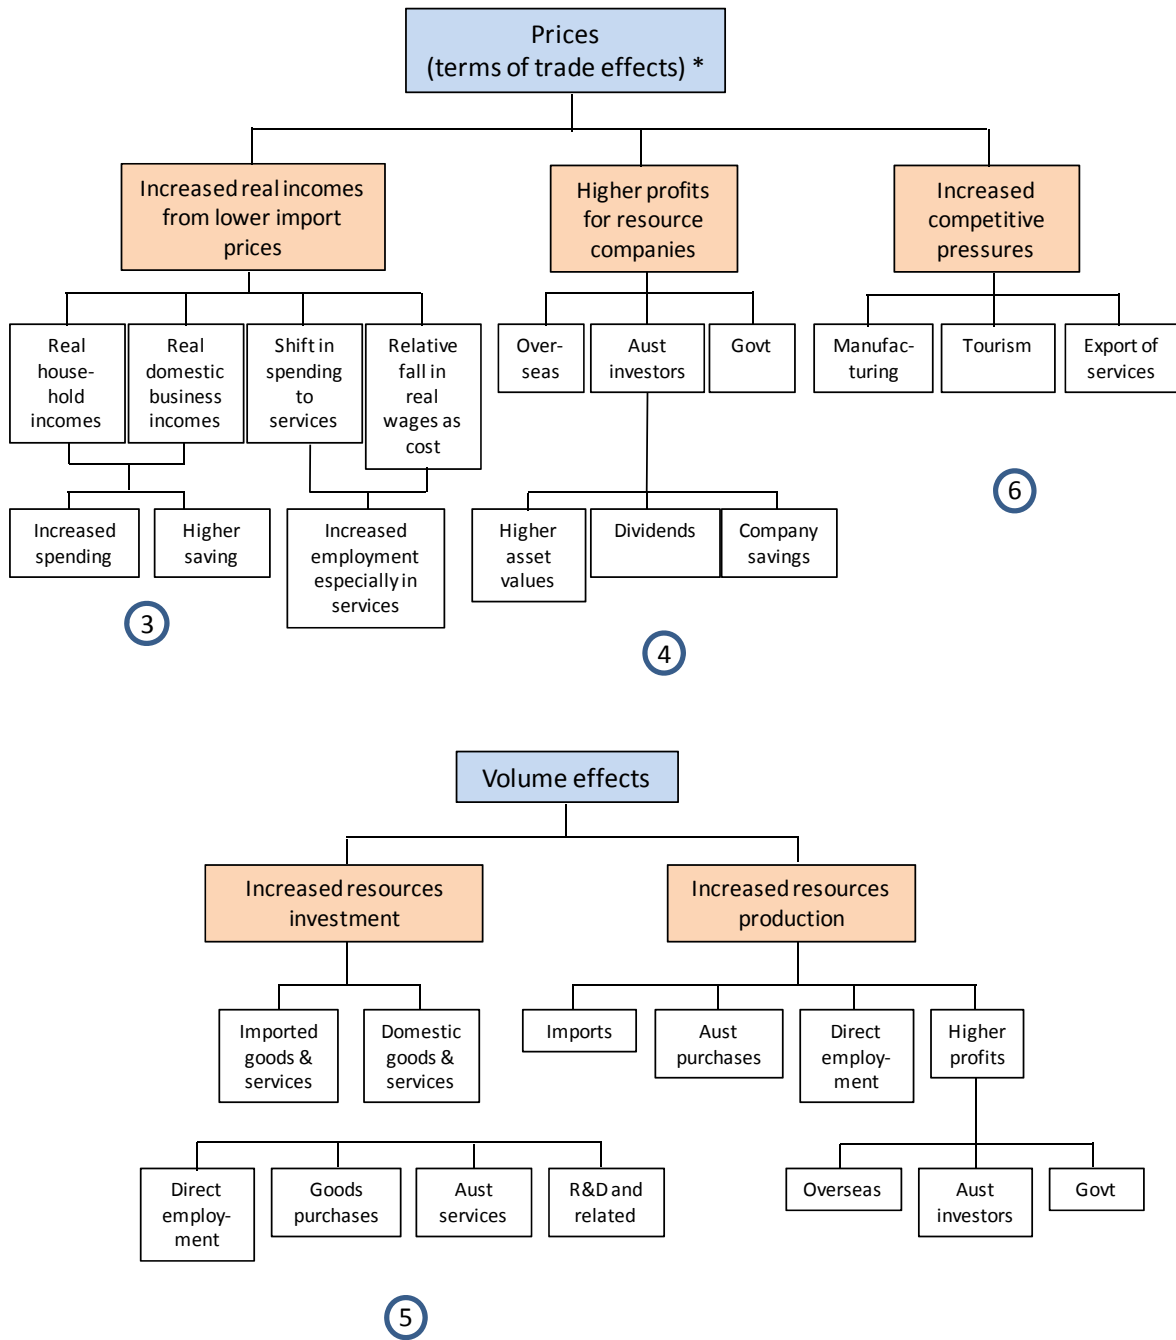 Prices
(terms of trade effects) *
Increased real incomes
from lower import
prices
Higher profits
for resource
companies
Increased
competitive
pressures
Real
house-
hold
incomes
Real
domestic
business
incomes
Shift in
spending
to
services
Relative
fall in
real
wages as
cost
Over-
seas
Aust
investors
Govt
Manufac-
turing
Tourism
Export of
services
Increased
spending
Higher
saving
Increased
employment
especially in
services
Higher
asset
values
Dividends
Company
savings
3
4
6
Volume effects
Increased resources
investment
Increased resources
production
Imported
goods &
services
Domestic
goods &
services
Imports
Aust
purchases
Direct
employ-
ment
Higher
profits
Direct
employ-
ment
Goods
purchases
Aust
services
R&D and
related
Overseas
Aust
investors
Govt
5